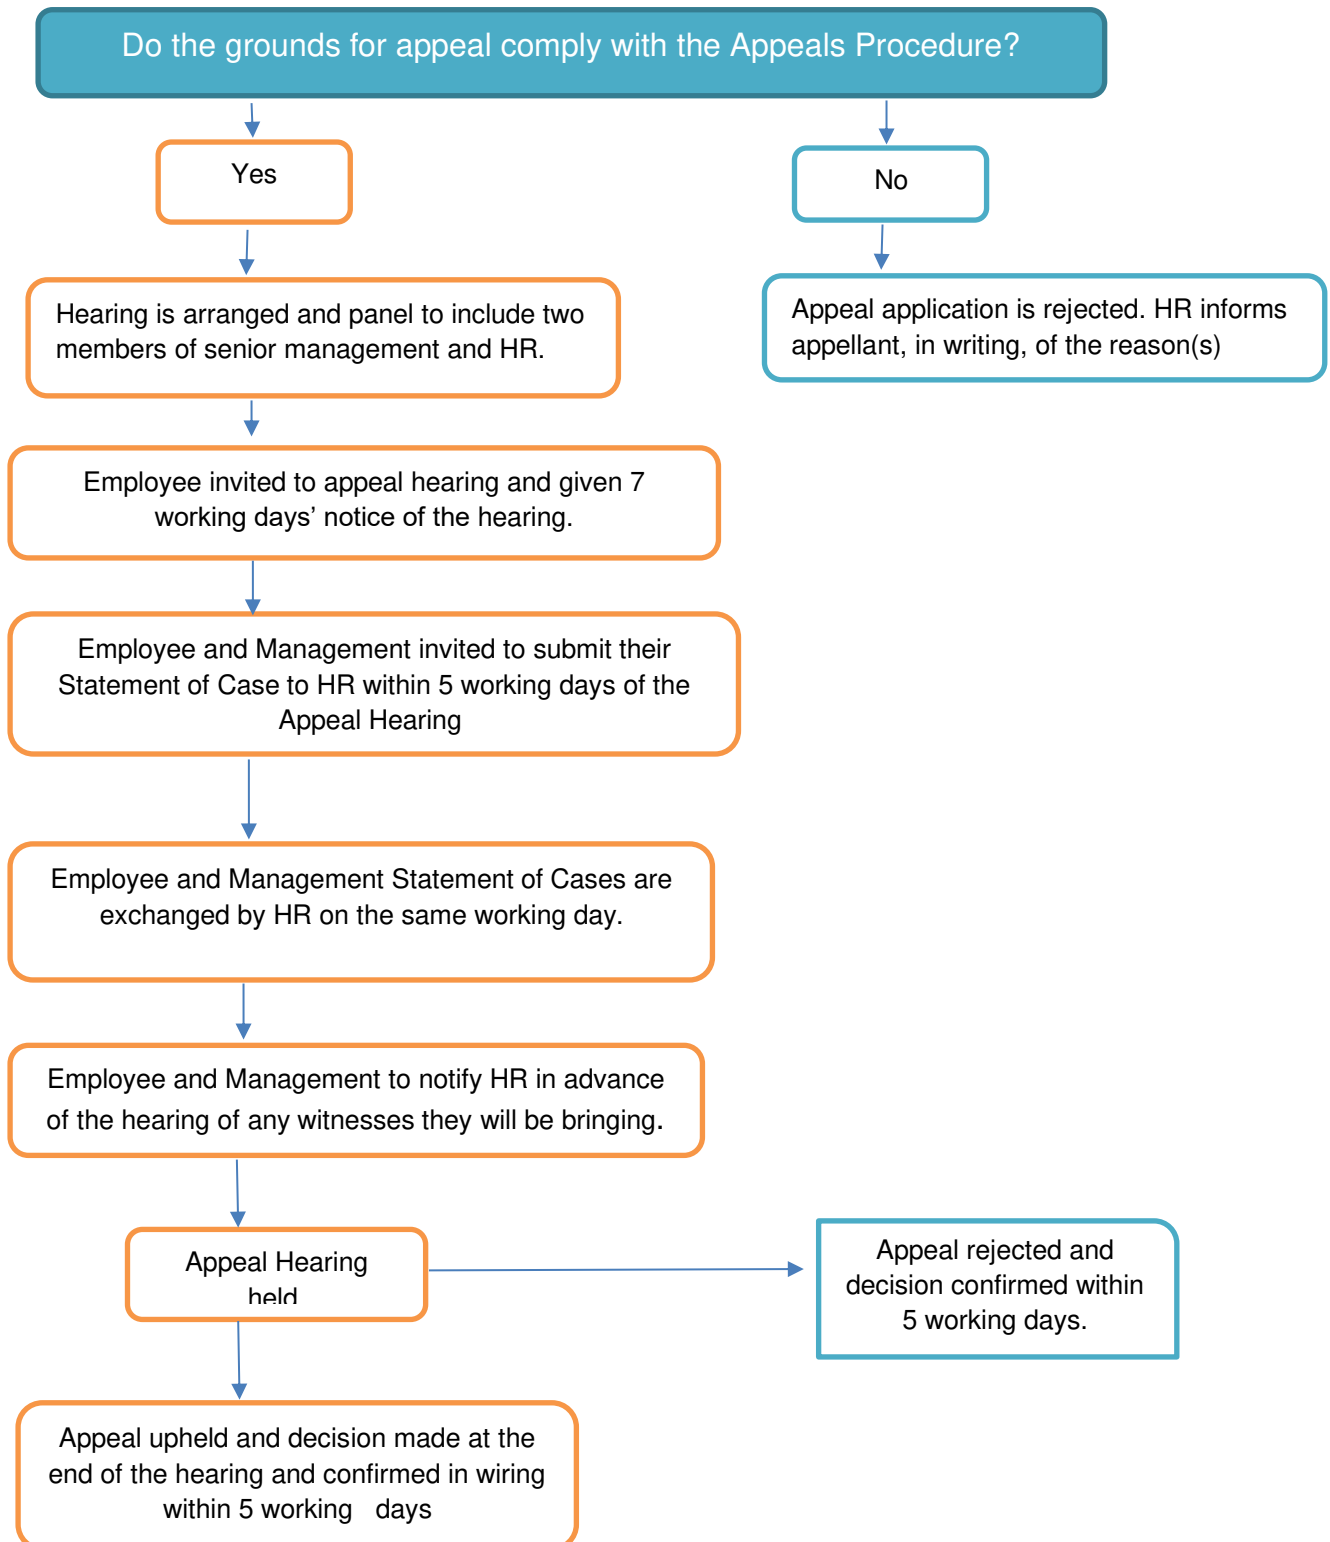 Do the grounds for appeal comply with the Appeals Procedure?
Yes
No
Hearing is arranged and panel to include two
members of senior management and HR.
Appeal application is rejected. HR informs
appellant, in writing, of the reason(s)
Employee invited to appeal hearing and given 7
working days’ notice of the hearing.
Employee and Management invited to submit their
Statement of Case to HR within 5 working days of the
Appeal Hearing
Employee and Management Statement of Cases are
exchanged by HR on the same working day.
Employee and Management to notify HR in advance
of the hearing of any witnesses they will be bringing.
Appeal Hearing
held
Appeal rejected and
decision confirmed within
5 working days.
Appeal upheld and decision made at the
end of the hearing and confirmed in wiring
within 5 working   days